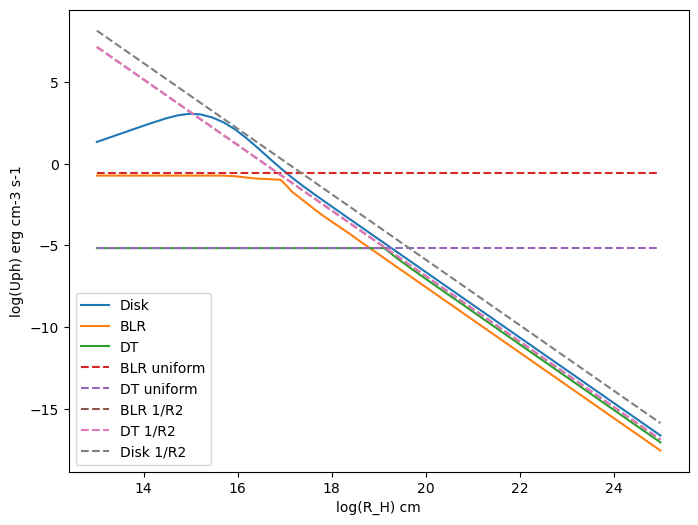 5
0
−5
−10
−15
14
16
18
20
22
24
log(Uph) erg cm-3 s-1
log(R_H) cm
Disk
BLR
DT
BLR uniform
DT uniform
BLR 1/R2
DT 1/R2
Disk 1/R2